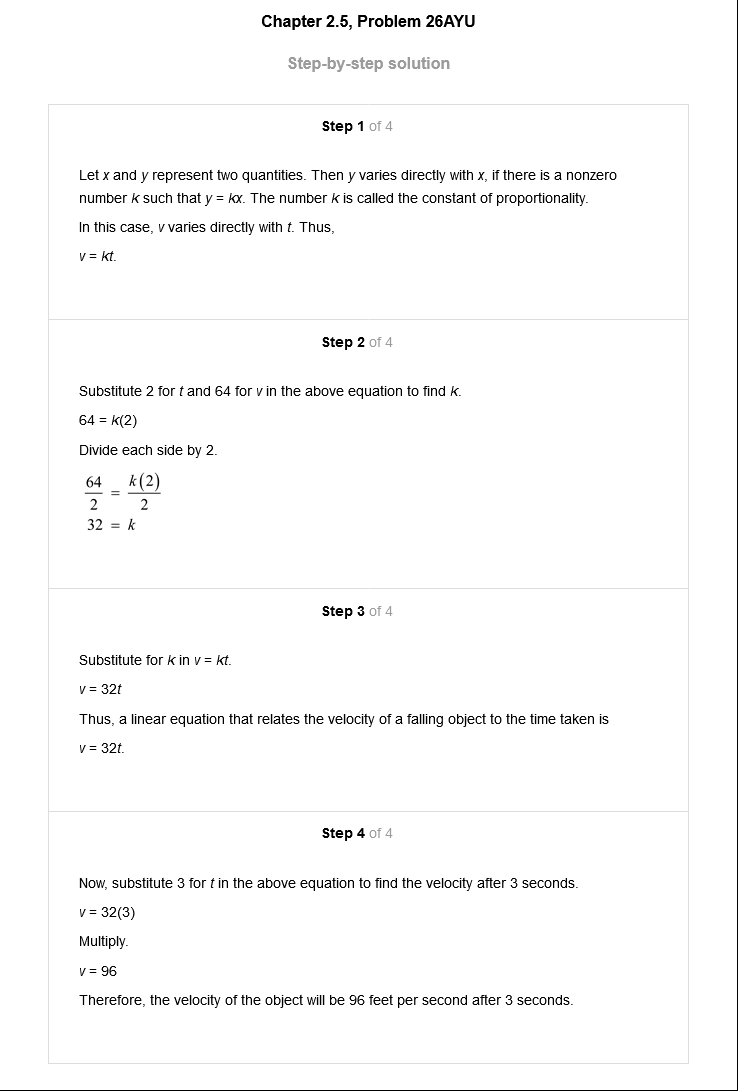 Chapter 2.5, Problem 26AYU
Step-by-step solution
Step 1 of 4
Let x and y represent two quantities. Then y varies directly with x, if there is a nonzero
number k such that y = kx. The number k is called the constant of proportionality.
In this case, v varies directly with t. Thus,
v = kt.
Step 2 of 4
Substitute 2 for t and 64 for v in the above equation to find k.
64 = k(2)
Divide each side by 2.
64/2 = k(2)/2
32 = k
Step 3 of 4
Substitute for k in v = kt.
v = 32t
Thus, a linear equation that relates the velocity of a falling object to the time taken is
v = 32t.
Step 4 of 4
Now, substitute 3 for t in the above equation to find the velocity after 3 seconds.
v = 32(3)
Multiply.
v = 96
Therefore, the velocity of the object will be 96 feet per second after 3 seconds.